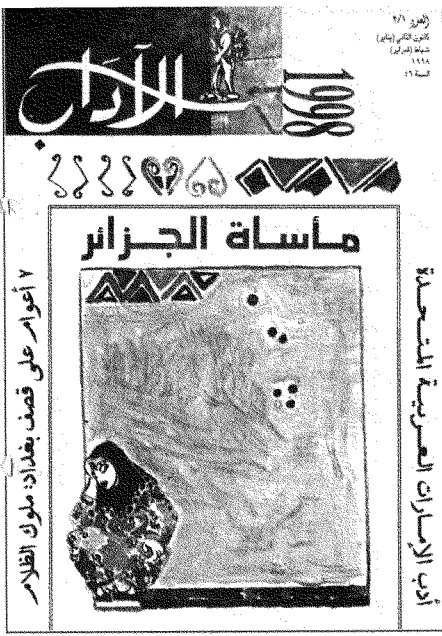 العدد ٢/١
كانون الثاني (يناير)
شباط (فبراير)
١٩٩٨
السنة ٤٦
الآداب
1998
مأساة الجزائر
أدب الإمارات العربية المتحدة
٧ أعوام على قصف بغداد: ملوك الظلام